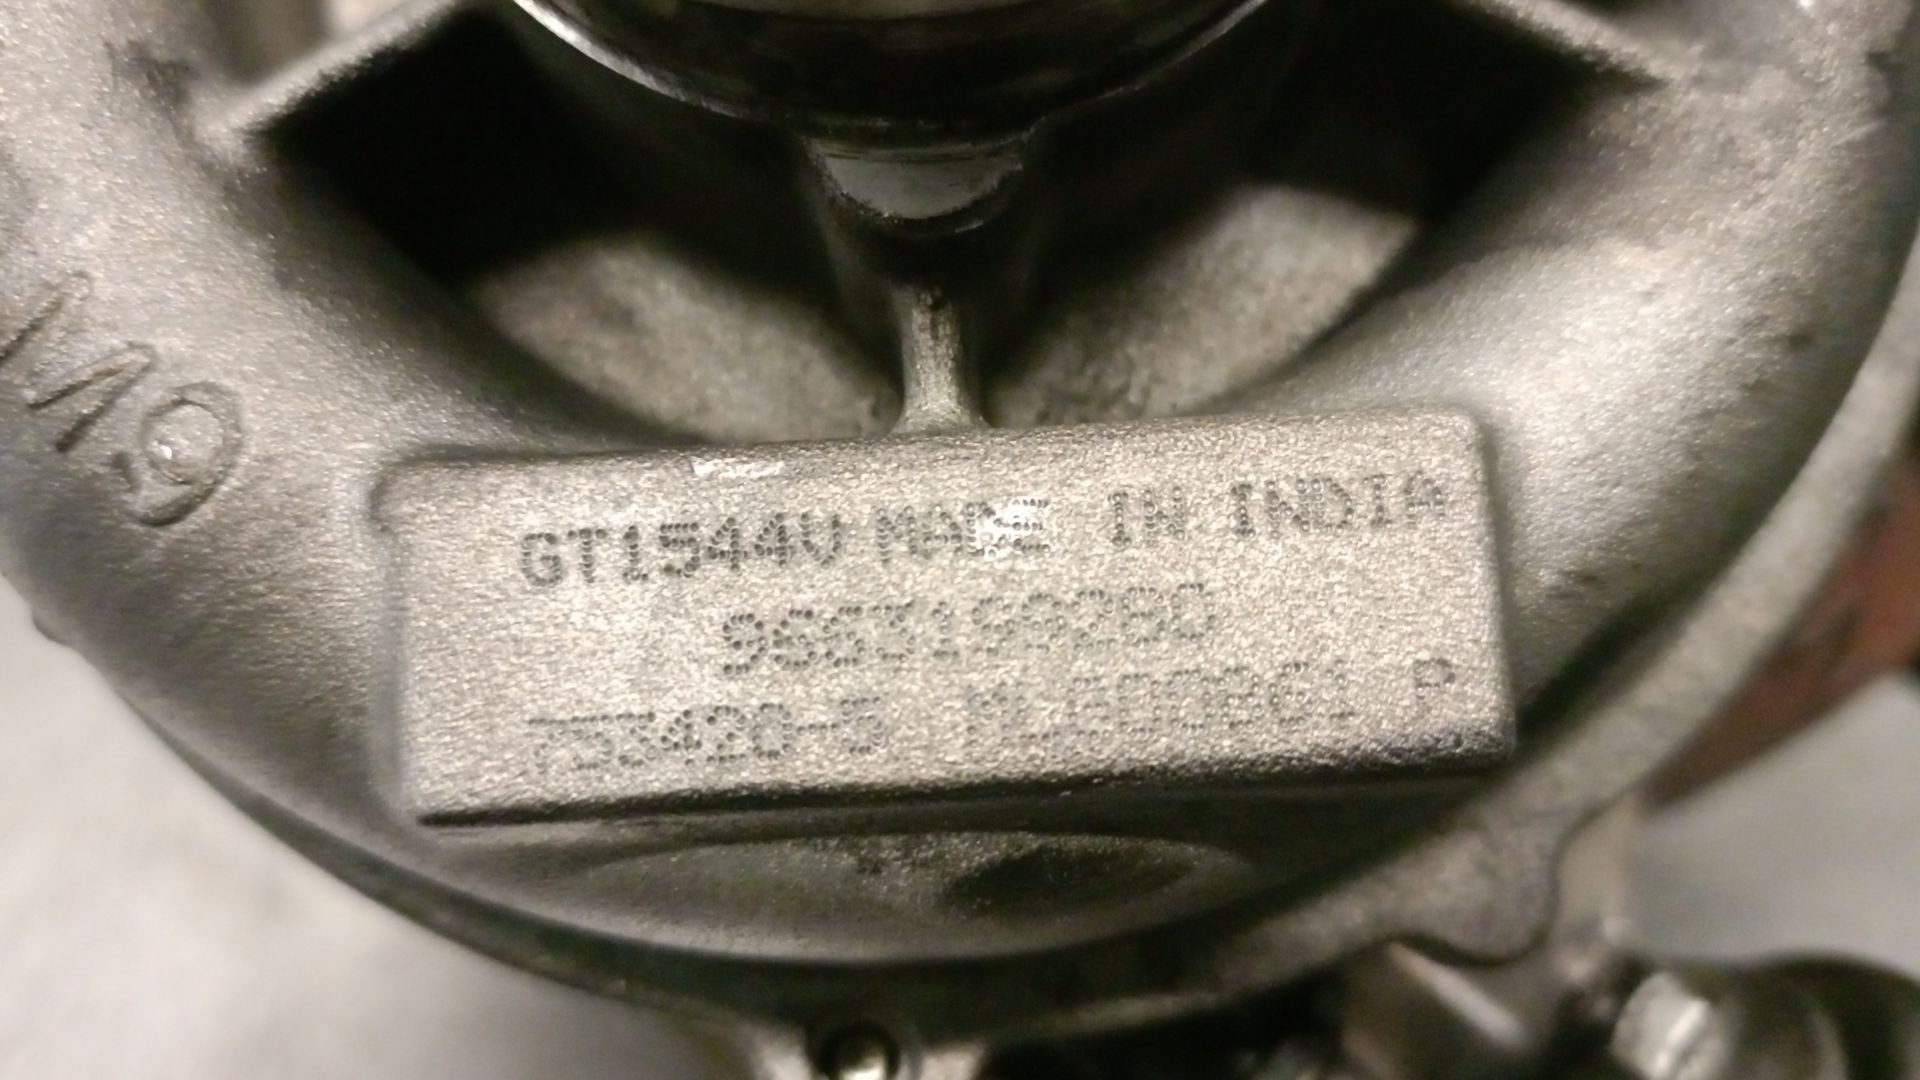 GT1544V MADE IN INDIA
9663199280
753420-5 P